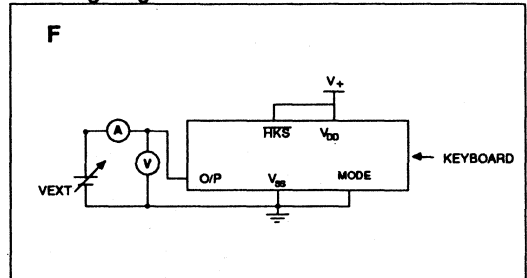 F
V+
HKS VDD
A
V
KEYBOARD
O/P VSS MODE
VEXT